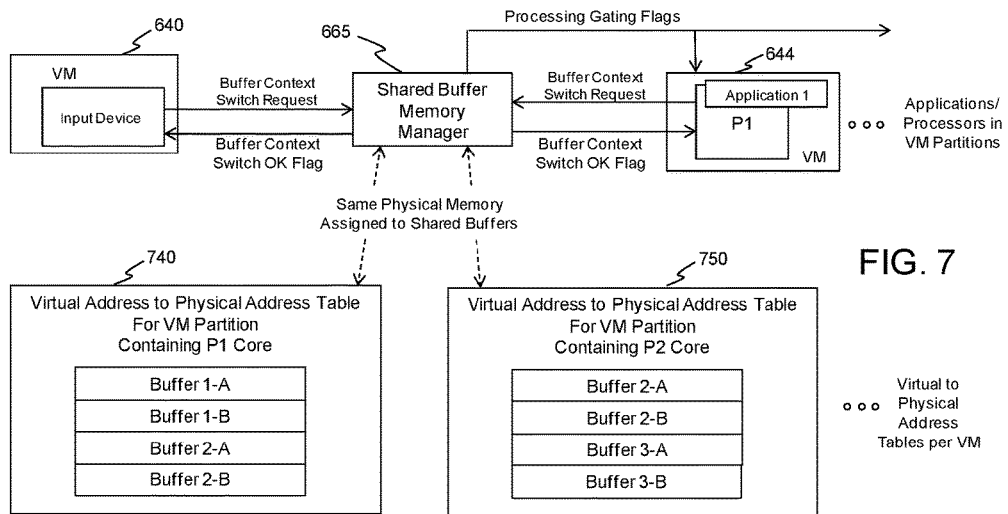 Processing Gating Flags
640
665
644
VM
Input Device
Buffer Context
Switch Request
Buffer Context
Switch OK Flag
Shared Buffer
Memory
Manager
Buffer Context
Switch Request
Buffer Context
Switch OK Flag
Application 1
P1
VM
Applications/
Processors in
VM Partitions
Same Physical Memory
Assigned to Shared Buffers
740
750
FIG. 7
Virtual Address to Physical Address Table
For VM Partition
Containing P1 Core
Buffer 1-A
Buffer 1-B
Buffer 2-A
Buffer 2-B
Virtual Address to Physical Address Table
For VM Partition
Containing P2 Core
Buffer 2-A
Buffer 2-B
Buffer 3-A
Buffer 3-B
Virtual to
Physical
Address
Tables per VM